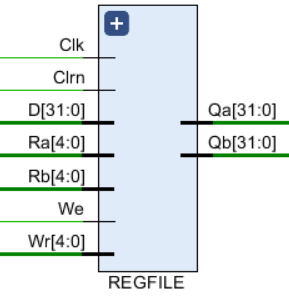 Clk
Clrn
D[31:0]
Qa[31:0]
Ra[4:0]
Qb[31:0]
Rb[4:0]
We
Wr[4:0]
REGFILE